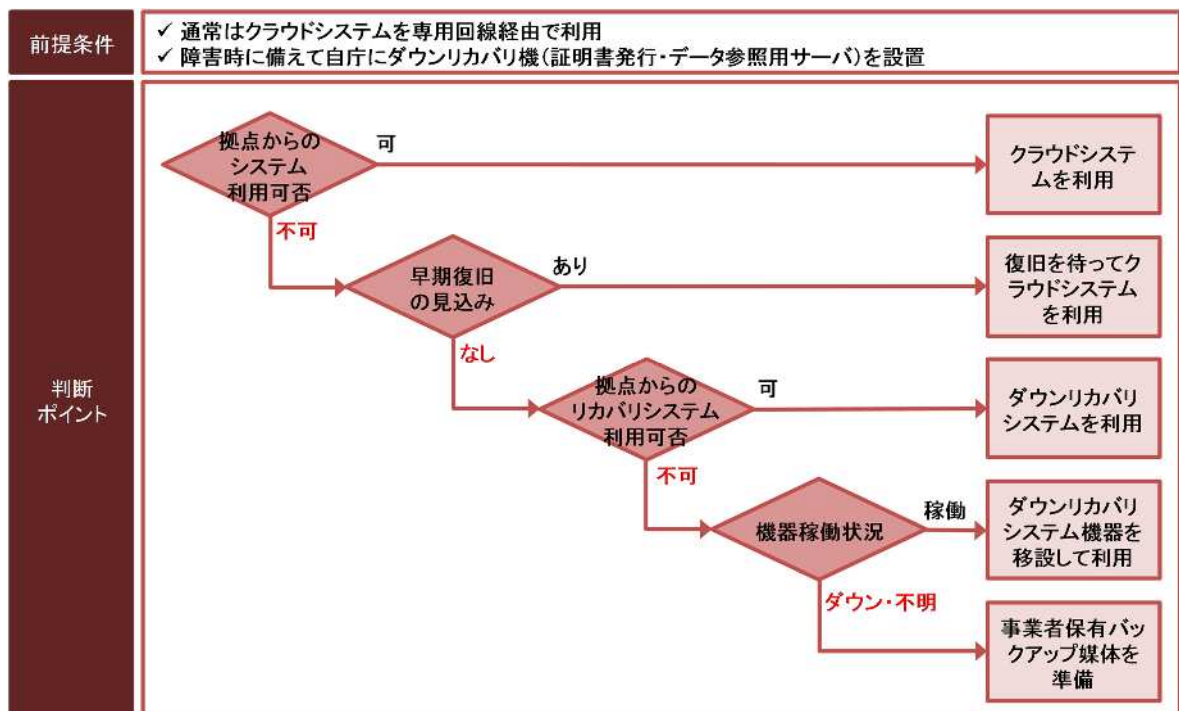 前提条件
✓ 通常はクラウドシステムを専用回線経由で利用
✓ 障害時に備えて自庁にダウンリカバリ機(証明書発行・データ参照用サーバ)を設置
判断
ポイント
拠点からの
システム
利用可否
可
クラウドシステ
ムを利用
不可
早期復旧
の見込み
あり
復旧を待ってク
ラウドシステム
を利用
なし
拠点からの
リカバリシステム
利用可否
可
ダウンリカバリ
システムを利用
不可
機器稼働状況
稼働
ダウンリカバリ
システム機器を
移設して利用
ダウン・不明
事業者保有バッ
クアップ媒体を
準備